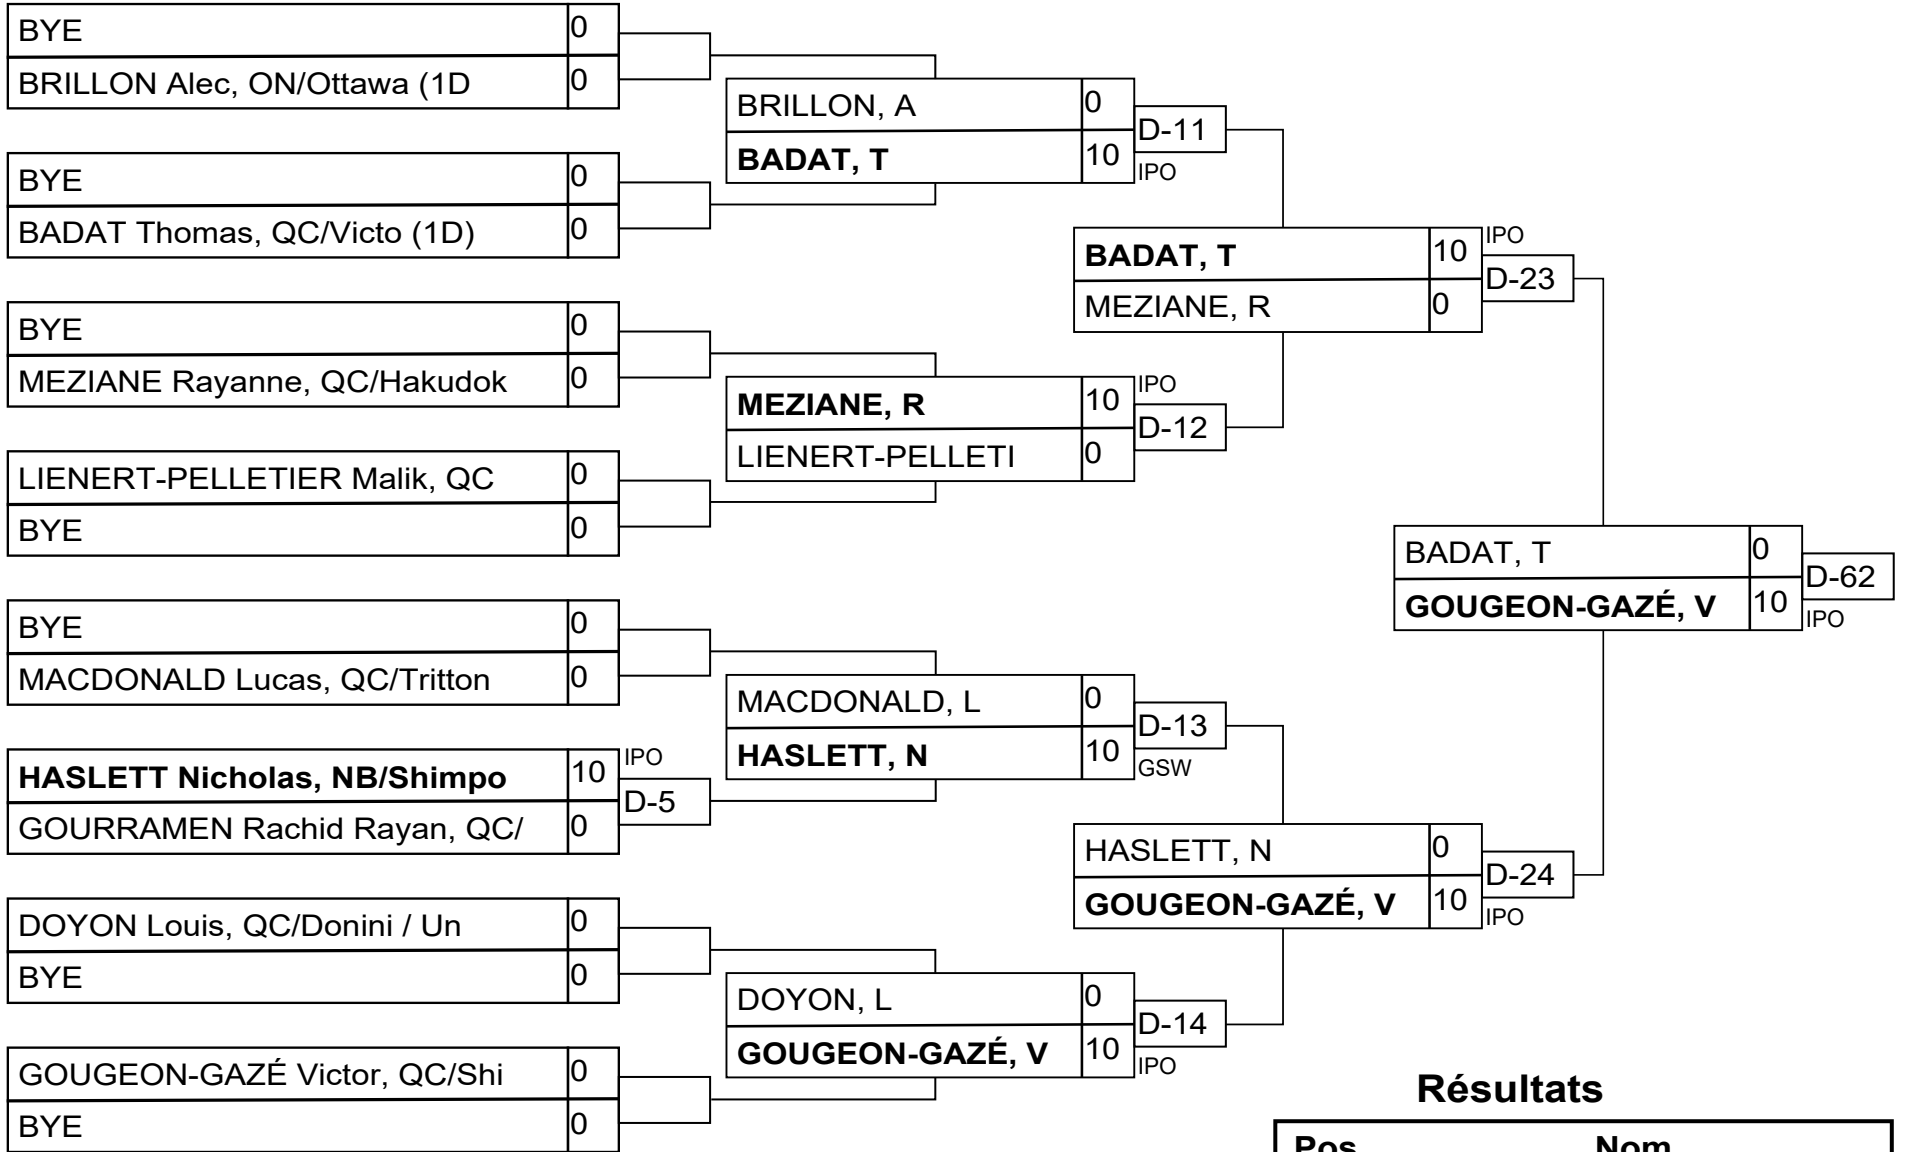 BYE 0
BRILLON Alec, ON/Ottawa (1D 0
BYE 0
BADAT Thomas, QC/Victo (1D) 0
BYE 0
MEZIANE Rayanne, QC/Hakudok 0
LIENERT-PELLETIER Malik, QC 0
BYE 0
BYE 0
MACDONALD Lucas, QC/Tritton 0
HASLETT Nicholas, NB/Shimpo 10 IPO
D-5
GOURRAMEN Rachid Rayan, QC/ 0
DOYON Louis, QC/Donini / Un 0
BYE 0
GOUGEON-GAZÉ Victor, QC/Shi 0
BYE 0
BRILLON, A 0
D-11
BADAT, T 10 IPO
MEZIANE, R 10 IPO
D-12
LIENERT-PELLETI 0
MACDONALD, L 0
D-13
HASLETT, N 10 GSW
DOYON, L 0
D-14
GOUGEON-GAZÉ, V 10 IPO
BADAT, T 10 IPO
D-23
MEZIANE, R 0
HASLETT, N 0
D-24
GOUGEON-GAZÉ, V 10 IPO
BADAT, T 0
D-62
GOUGEON-GAZÉ, V 10 IPO
Résultats
Pos Nom